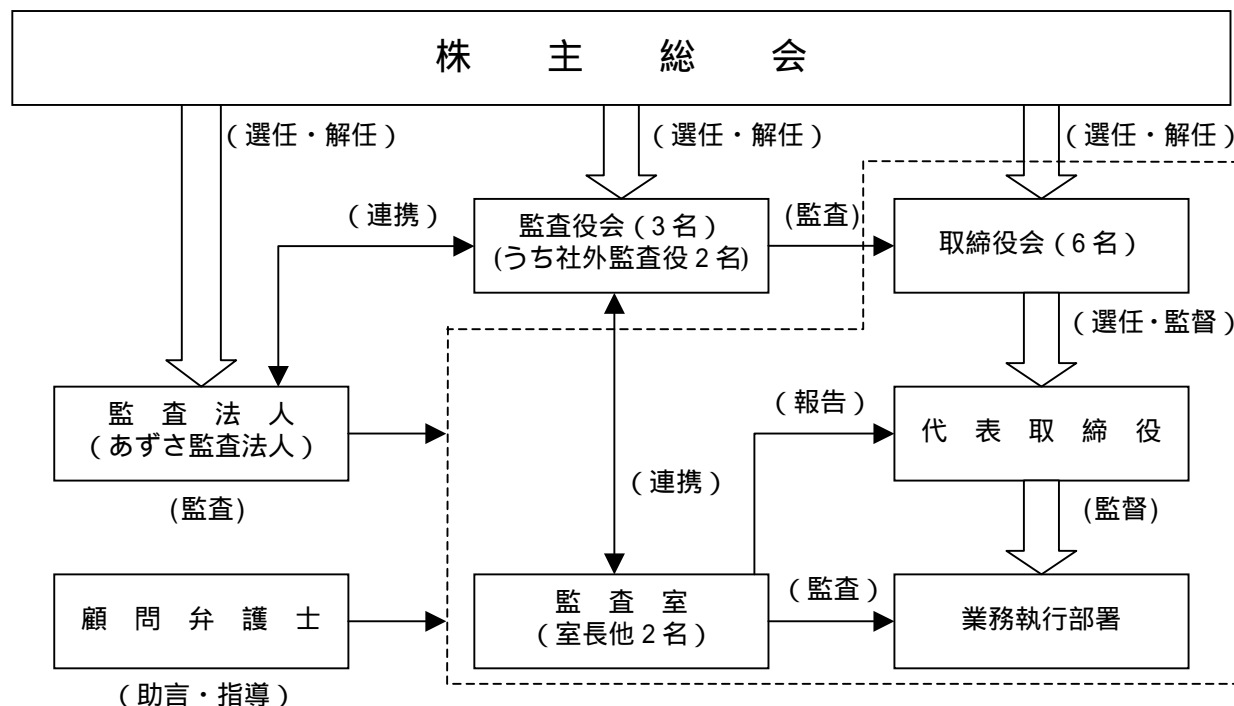 株 主 総 会
(選任・解任)
(選任・解任)
(選任・解任)
(連携)
監査役会(3名)
(うち社外監査役2名)
(監査)
取締役会(6名)
(選任・監督)
監 査 法 人
(あずさ監査法人)
(監査)
(報告)
代 表 取 締 役
(連携)
(監督)
顧 問 弁 護 士
(助言・指導)
監 査 室
(室長他2名)
(監査)
業務執行部署